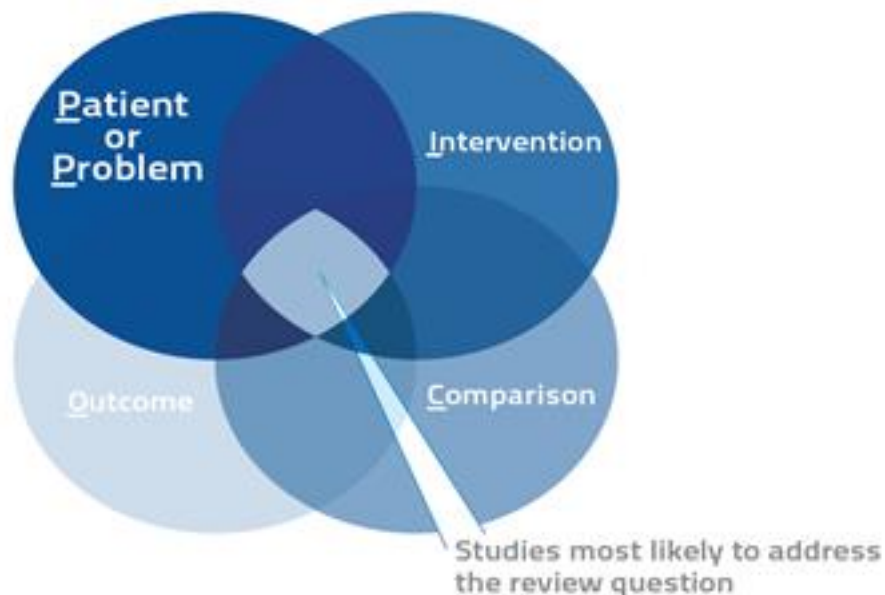 Patient
or
Problem
Intervention
Outcome
Comparison
Studies most likely to address
the review question